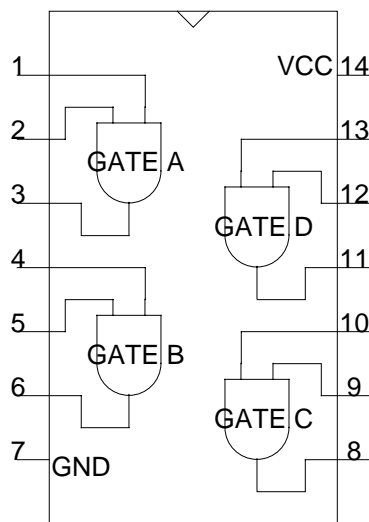 1
VCC 14
2
13
GATE A
3
12
GATE D
4
11
5
10
GATE B
6
9
GATE C
7 GND
8